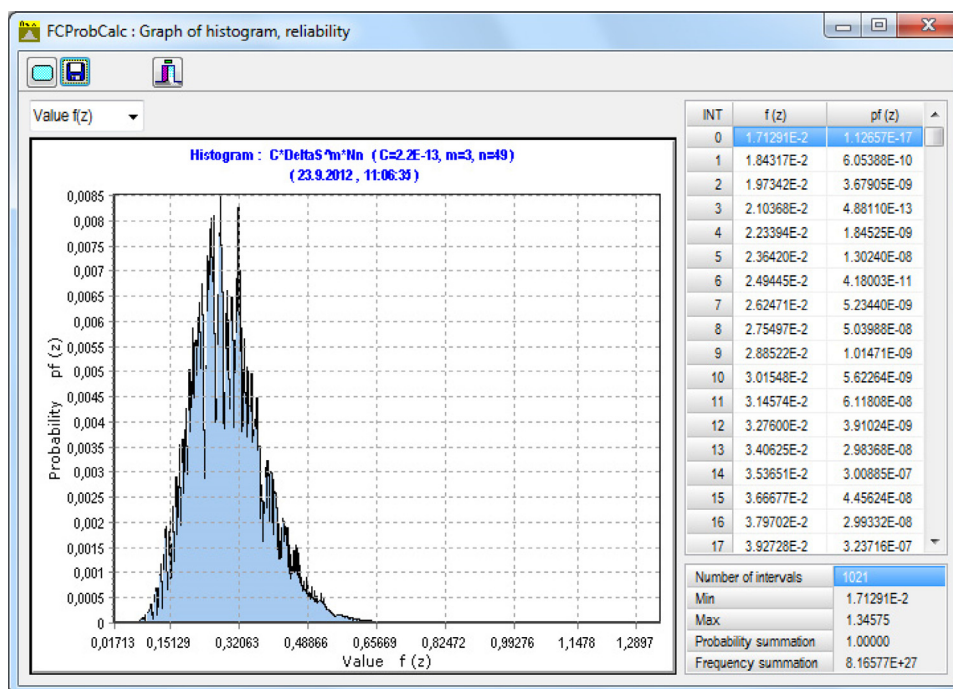 FCProbCalc : Graph of histogram, reliability
Value f(z)
Histogram : C*DeltaS^m*Nn (C=2.2E-13, m=3, n=49)
(23.9.2012 , 11:06:35)
Probability pf (z)
0,0085
0,008
0,0075
0,007
0,0065
0,006
0,0055
0,005
0,0045
0,004
0,0035
0,003
0,0025
0,002
0,0015
0,001
0,0005
0
0,01713 0,15129 0,32063 0,48866 0,65669 0,82472 0,99276 1,1478 1,2897
Value f (z)
INT f (z) pf (z)
0 1.71291E-2 1.12657E-17
1 1.84317E-2 6.05388E-10
2 1.97342E-2 3.67905E-09
3 2.10368E-2 4.88110E-13
4 2.23394E-2 1.84525E-09
5 2.36420E-2 1.30240E-08
6 2.49445E-2 4.18003E-11
7 2.62471E-2 5.23440E-09
8 2.75497E-2 5.03988E-08
9 2.88522E-2 1.01471E-09
10 3.01548E-2 5.62264E-09
11 3.14574E-2 6.11808E-08
12 3.27600E-2 3.91024E-09
13 3.40625E-2 2.98368E-08
14 3.53651E-2 3.00885E-07
15 3.66677E-2 4.45624E-08
16 3.79702E-2 2.99332E-08
17 3.92728E-2 3.23716E-07
Number of intervals 1021
Min 1.71291E-2
Max 1.34575
Probability summation 1.00000
Frequency summation 8.16577E+27